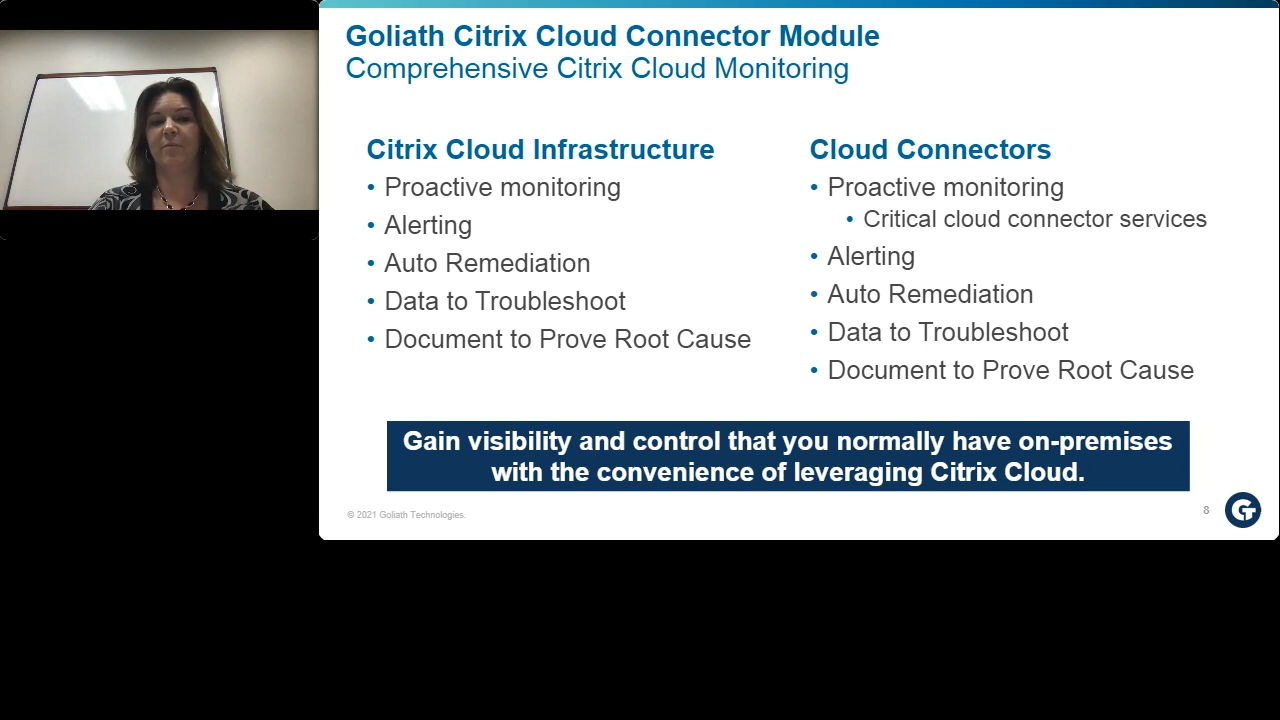 Goliath Citrix Cloud Connector Module
Comprehensive Citrix Cloud Monitoring
Citrix Cloud Infrastructure
• Proactive monitoring
• Alerting
• Auto Remediation
• Data to Troubleshoot
• Document to Prove Root Cause
Cloud Connectors
• Proactive monitoring
• Critical cloud connector services
• Alerting
• Auto Remediation
• Data to Troubleshoot
• Document to Prove Root Cause
Gain visibility and control that you normally have on-premises
with the convenience of leveraging Citrix Cloud.
© 2021 Goliath Technologies.
8